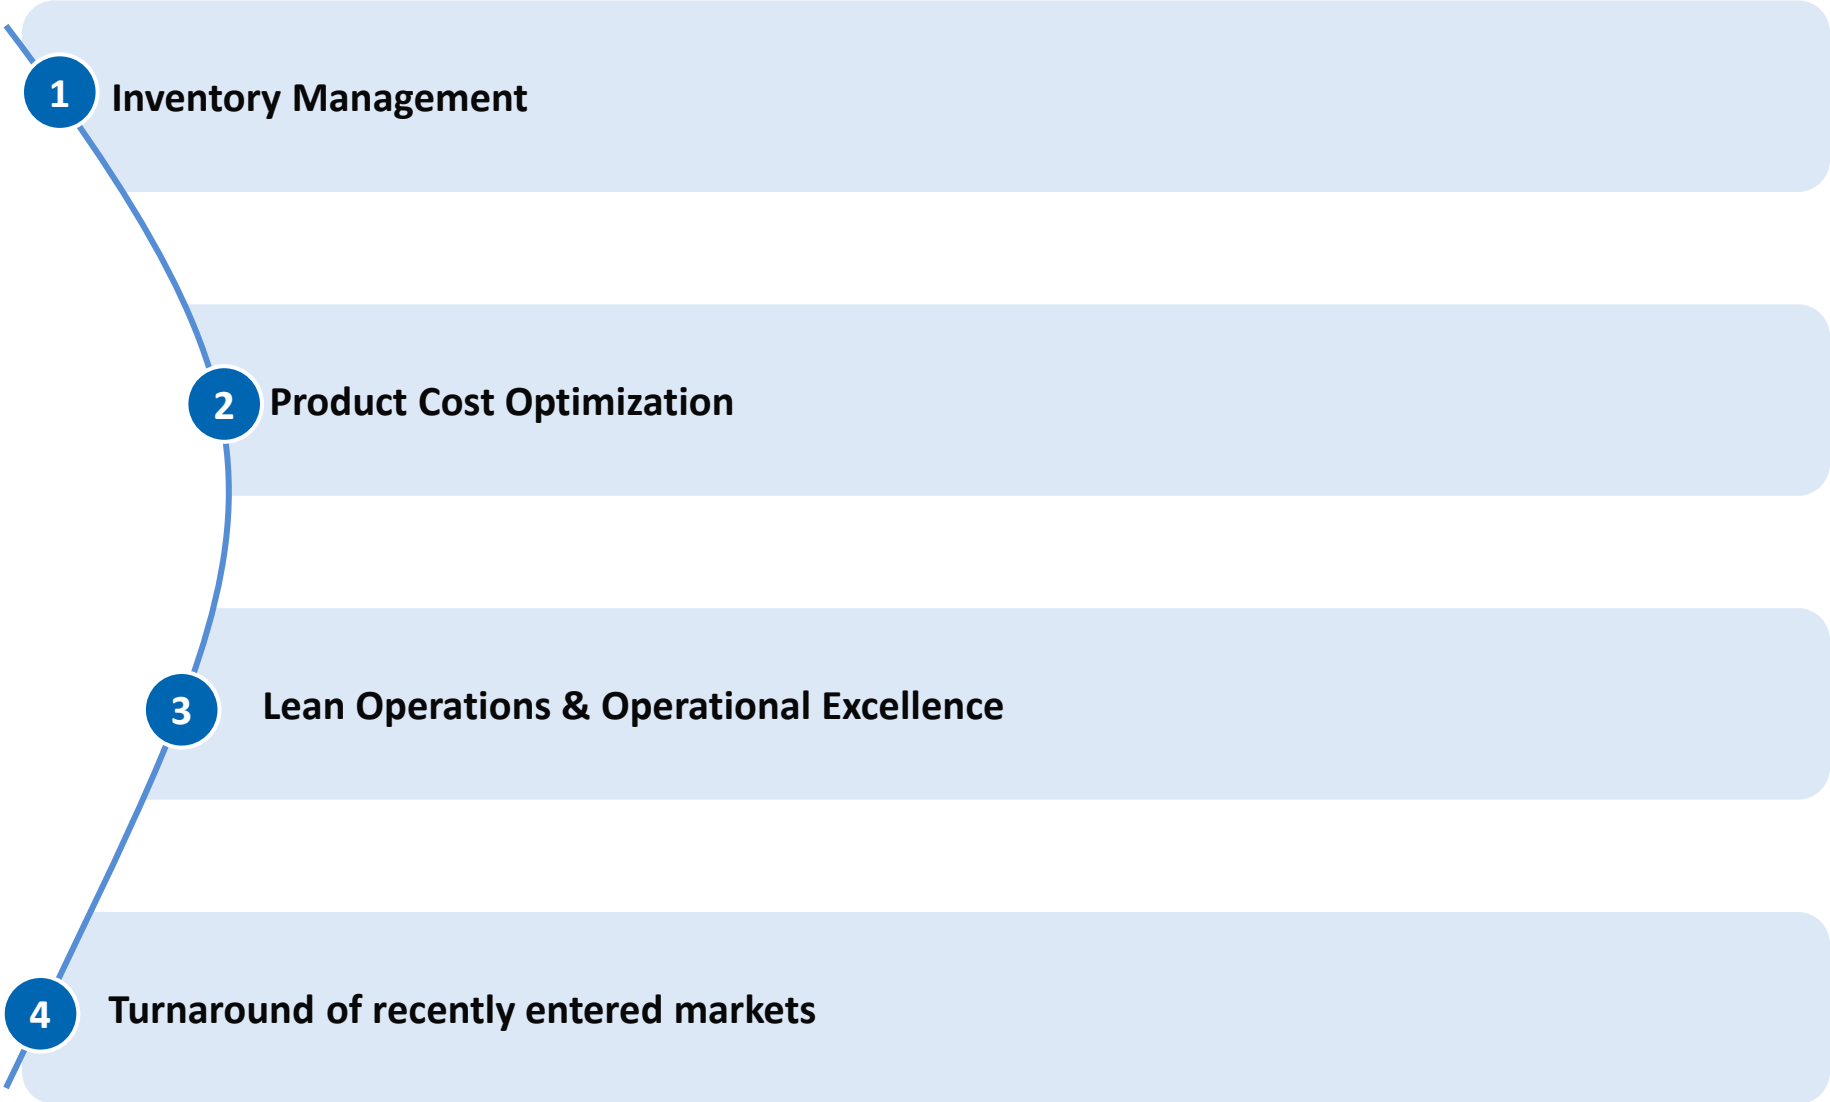 1 Inventory Management
2 Product Cost Optimization
3 Lean Operations & Operational Excellence
4 Turnaround of recently entered markets